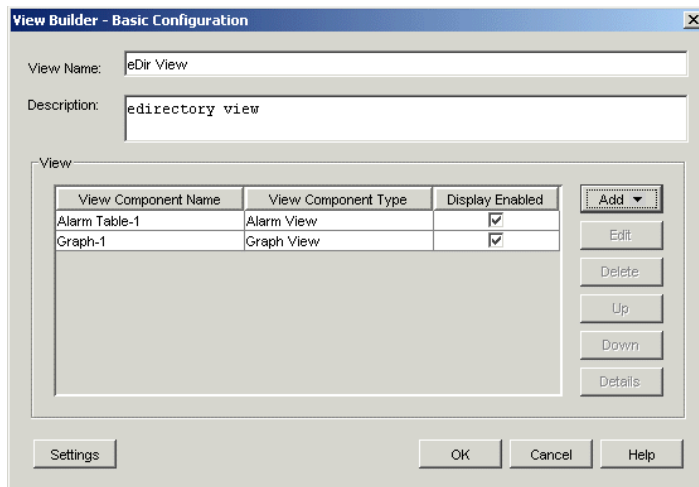 View Builder - Basic Configuration
View Name: eDir View
Description: edirectory view
View
View Component Name View Component Type Display Enabled
Alarm Table-1 Alarm View
Graph-1 Graph View
Add
Edit
Delete
Up
Down
Details
Settings OK Cancel Help